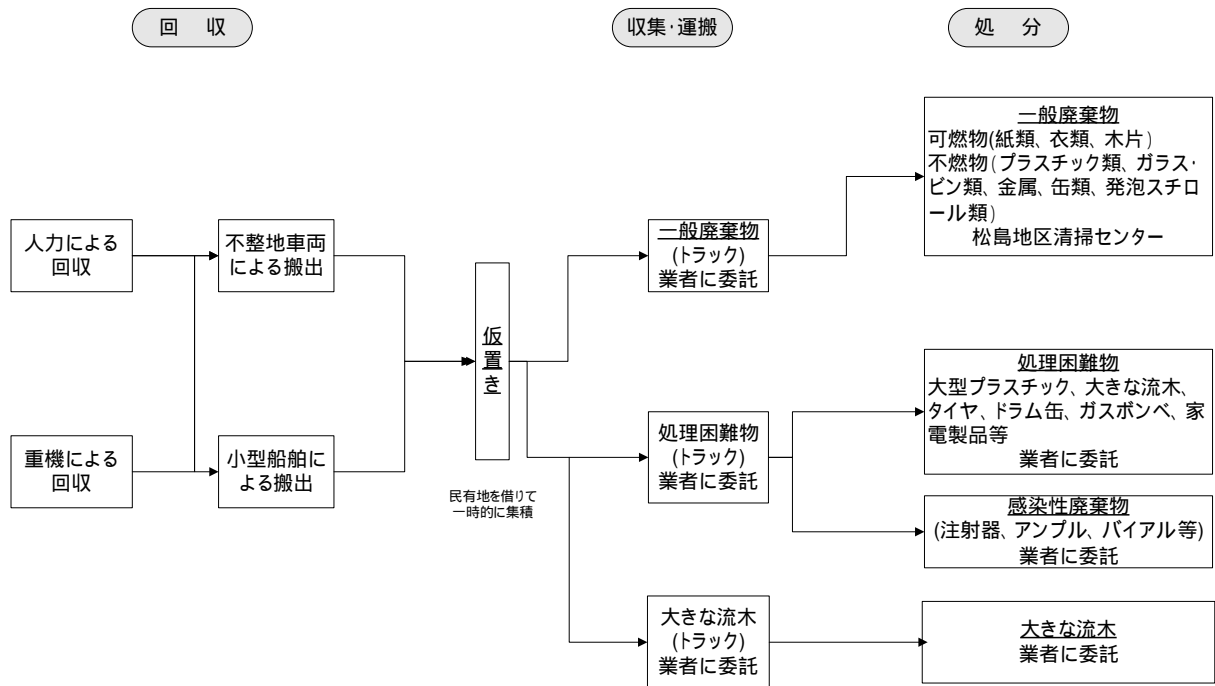 回 収
収集・運搬
処 分
人力による
回収
重機による
回収
不整地車両
による搬出
小型船舶に
よる搬出
仮置き
民有地を借りて
一時的に集積
一般廃棄物
(トラック)
業者に委託
処理困難物
(トラック)
業者に委託
大きな流木
(トラック)
業者に委託
一般廃棄物
可燃物(紙類、衣類、木片)
不燃物(プラスチック類、ガラス・
ビン類、金属、缶類、発泡スチロ
ール類)
松島地区清掃センター
処理困難物
大型プラスチック、大きな流木、
タイヤ、ドラム缶、ガスボンベ、家
電製品等
業者に委託
感染性廃棄物
(注射器、アンプル、バイアル等)
業者に委託
大きな流木
業者に委託